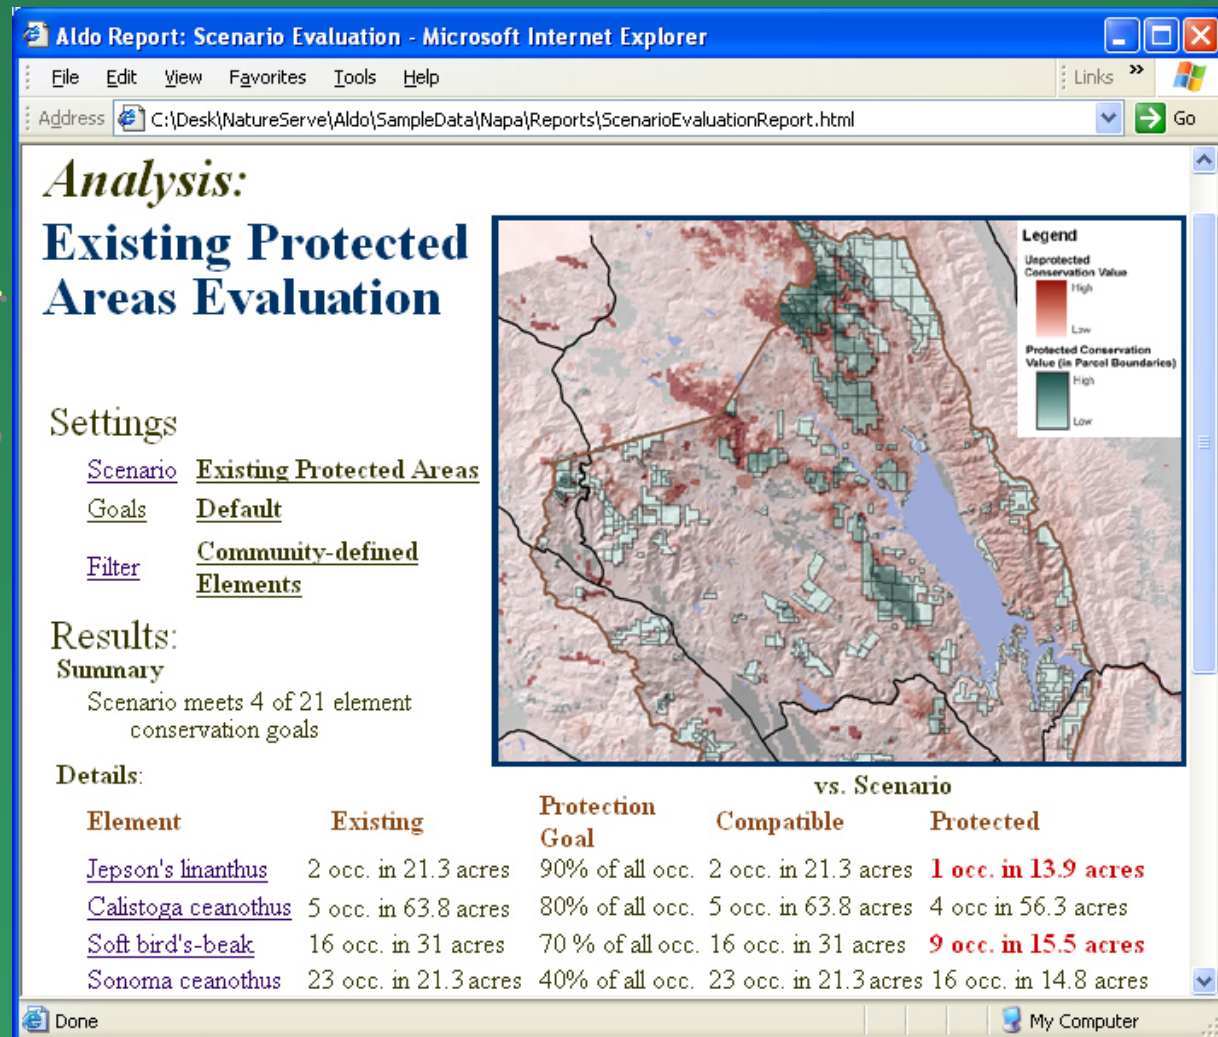 Aldo Report: Scenario Evaluation - Microsoft Internet Explorer
File Edit View Favorites Tools Help
Links »
Address C:\Desk\NatureServe\Aldo\SampleData\Napa\Reports\ScenarioEvaluationReport.html Go
Analysis:
Existing Protected
Areas Evaluation
Legend
Unprotected
Conservation Value
High
Low
Protected Conservation
Value (in Parcel Boundaries)
High
Low
Settings
Scenario Existing Protected Areas
Goals Default
Filter Community-defined
Elements
Results:
Summary
Scenario meets 4 of 21 element
conservation goals
Details:
vs. Scenario
Element Existing Protection Goal Compatible Protected
Jepson's linanthus 2 occ. in 21.3 acres 90% of all occ. 2 occ. in 21.3 acres 1 occ. in 13.9 acres
Calistoga ceanothus 5 occ. in 63.8 acres 80% of all occ. 5 occ. in 63.8 acres 4 occ in 56.3 acres
Soft bird's-beak 16 occ. in 31 acres 70 % of all occ. 16 occ. in 31 acres 9 occ. in 15.5 acres
Sonoma ceanothus 23 occ. in 21.3 acres 40% of all occ. 23 occ. in 21.3 acres 16 occ. in 14.8 acres
Done My Computer